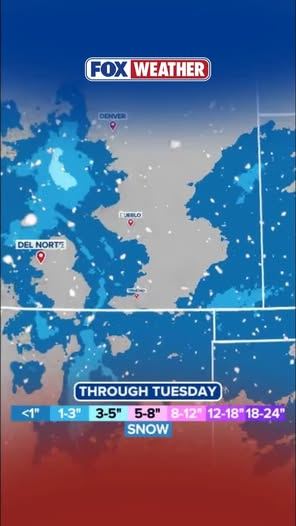 FOX WEATHER
DENVER
PUEBLO
DEL NORTE
THROUGH TUESDAY
<1" 1-3" 3-5" 5-8" 8-12" 12-18" 18-24"
SNOW